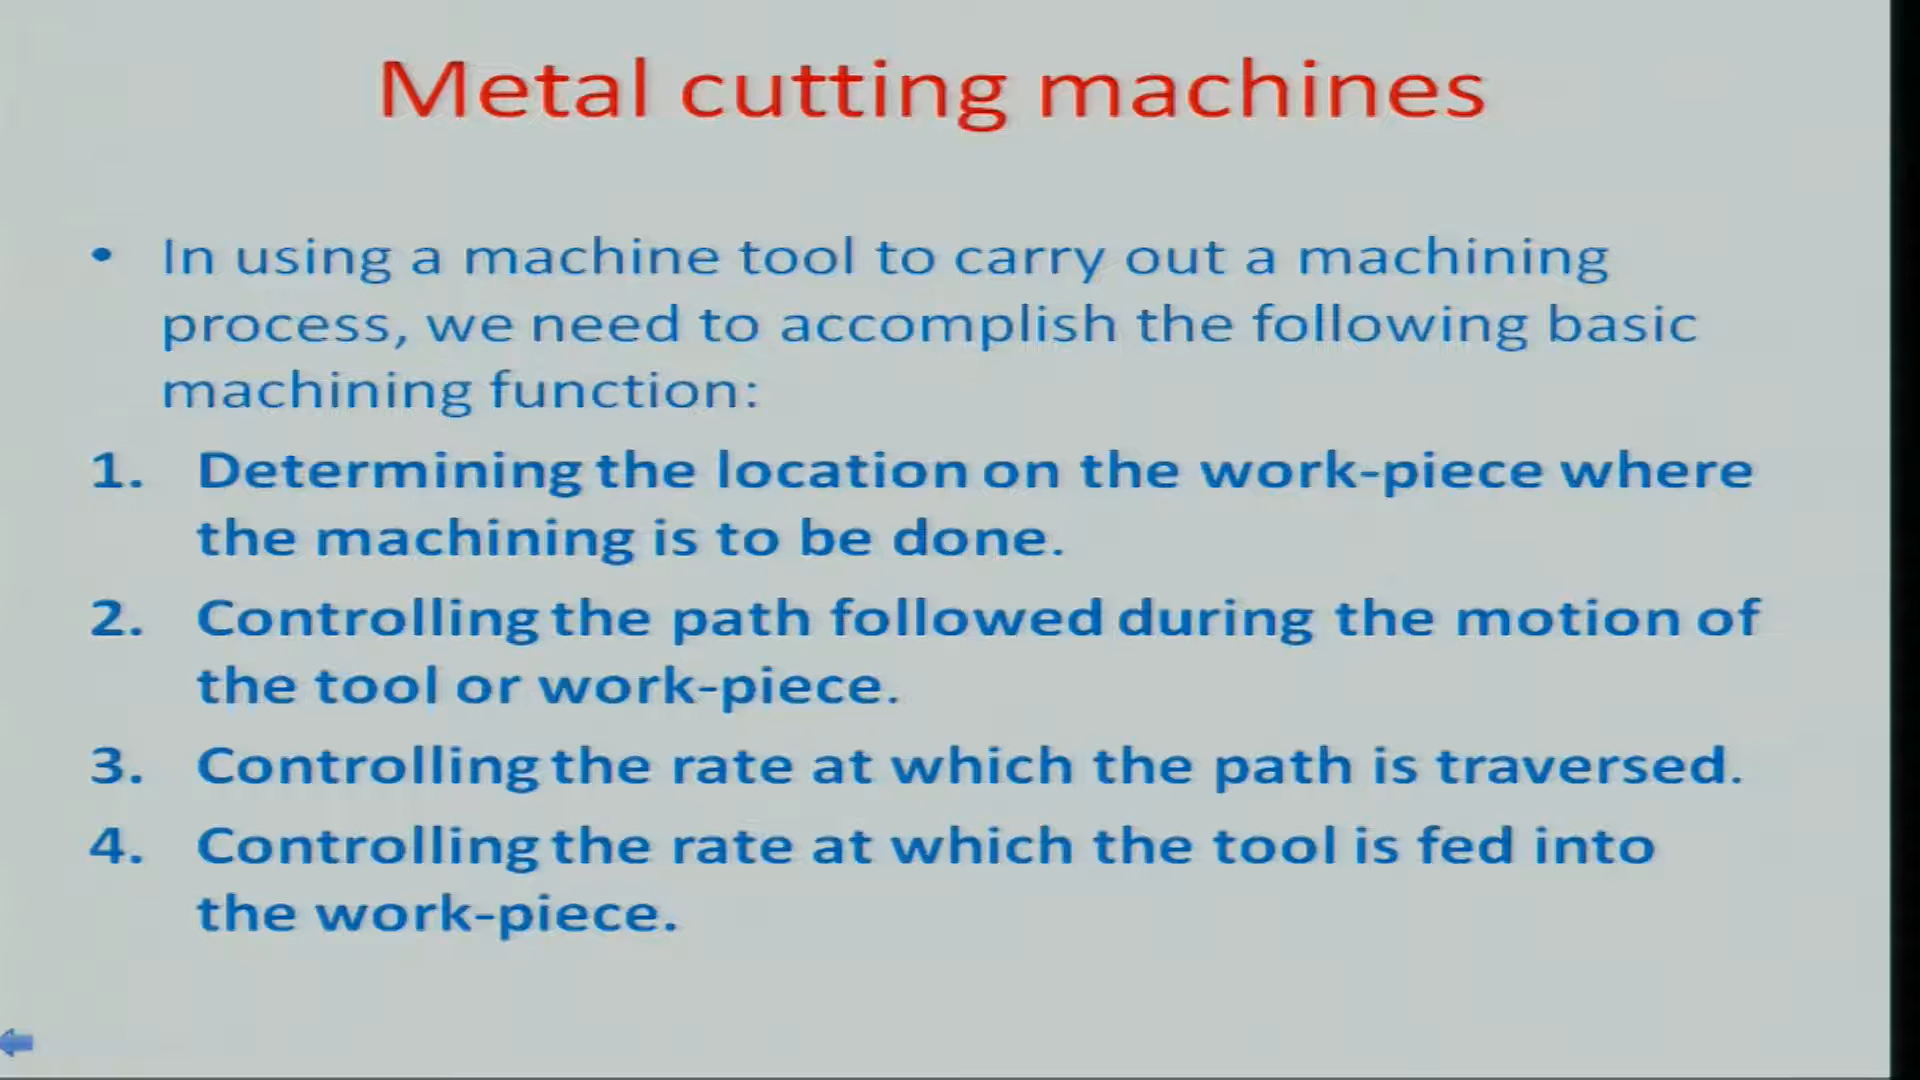 Metal cutting machines
• In using a machine tool to carry out a machining
process, we need to accomplish the following basic
machining function:
1. Determining the location on the work-piece where
the machining is to be done.
2. Controlling the path followed during the motion of
the tool or work-piece.
3. Controlling the rate at which the path is traversed.
4. Controlling the rate at which the tool is fed into
the work-piece.